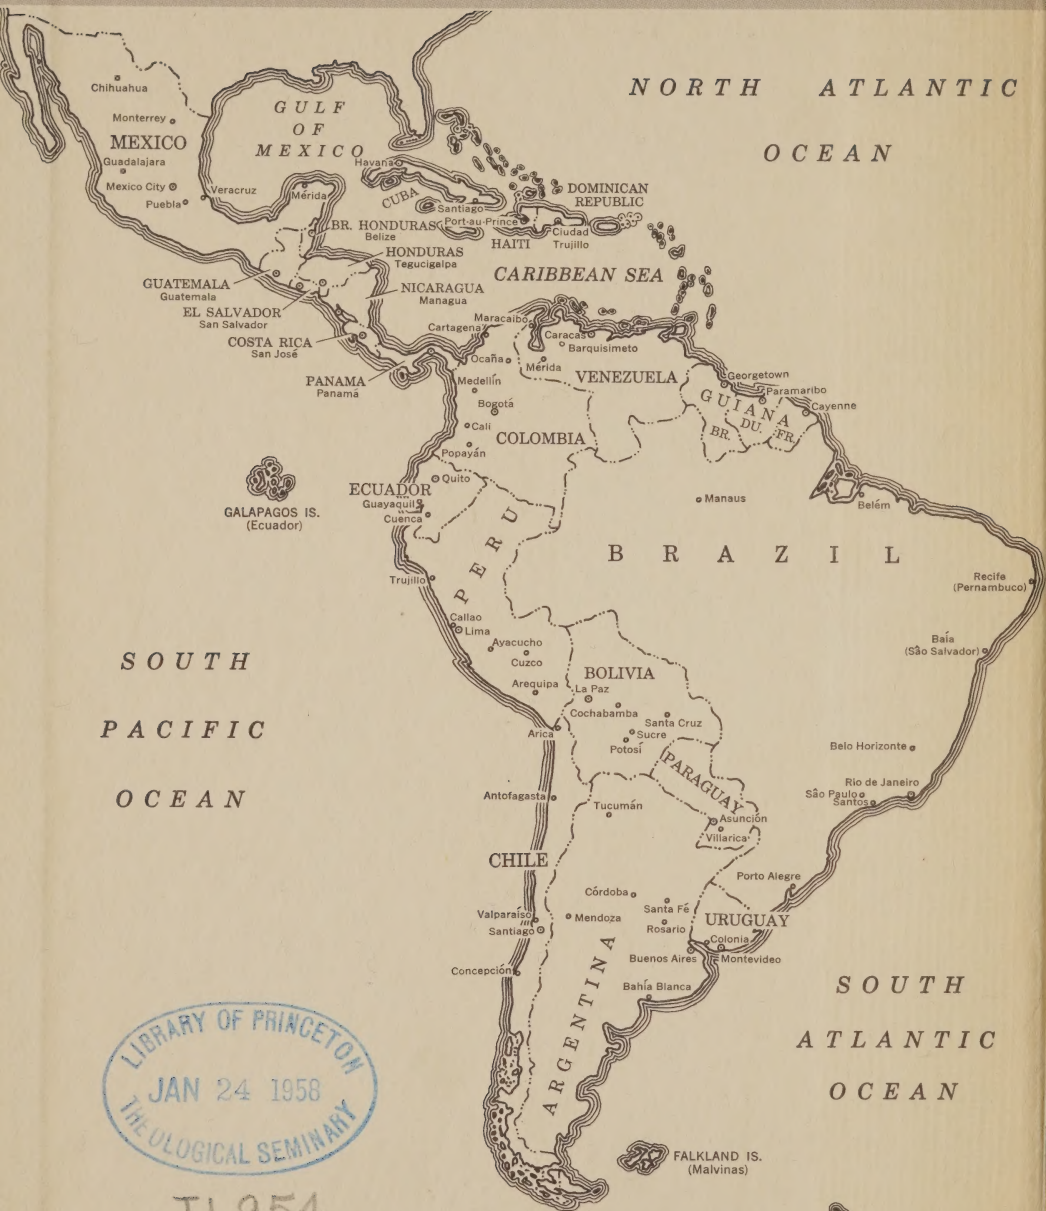 NORTH ATLANTIC
OCEAN
GULF
OF
MEXICO
Chihuahua
Monterrey
MEXICO
Guadalajara
Mexico City
Puebla
Veracruz
Mérida
Havana
CUBA
Santiago
Port-au-Prince
HAITI
DOMINICAN
REPUBLIC
Ciudad
Trujillo
BR. HONDURAS
Belize
HONDURAS
Tegucigalpa
CARIBBEAN SEA
GUATEMALA
Guatemala
NICARAGUA
Managua
EL SALVADOR
San Salvador
COSTA RICA
San José
PANAMA
Panamá
Maracaibo
Cartagena
Caracas
Barquisimeto
Ocaña
Mérida
VENEZUELA
Medellín
Bogotá
Cali
COLOMBIA
Popayán
Georgetown
Paramaribo
Cayenne
GUIANA
BR.
DU.
FR.
Quito
ECUADOR
Guayaquil
Cuenca
GALAPAGOS IS.
(Ecuador)
Manaus
Belém
PERU
BRAZIL
Trujillo
Recife
(Pernambuco)
Callao
Lima
Ayacucho
Cuzco
Arequipa
Baía
(São Salvador)
SOUTH
PACIFIC
OCEAN
BOLIVIA
La Paz
Cochabamba
Santa Cruz
Sucre
Potosí
Arica
Belo Horizonte
PARAGUAY
Rio de Janeiro
São Paulo
Santos
Antofagasta
Tucumán
Asunción
Villarica
CHILE
Porto Alegre
Córdoba
Santa Fé
Rosario
URUGUAY
Valparaíso
Santiago
Mendoza
Colonia
Buenos Aires
Montevideo
Concepción
Bahía Blanca
ARGENTINA
SOUTH
ATLANTIC
OCEAN
FALKLAND IS.
(Malvinas)
LIBRARY OF PRINCETON
JAN 24 1958
THEOLOGICAL SEMINARY